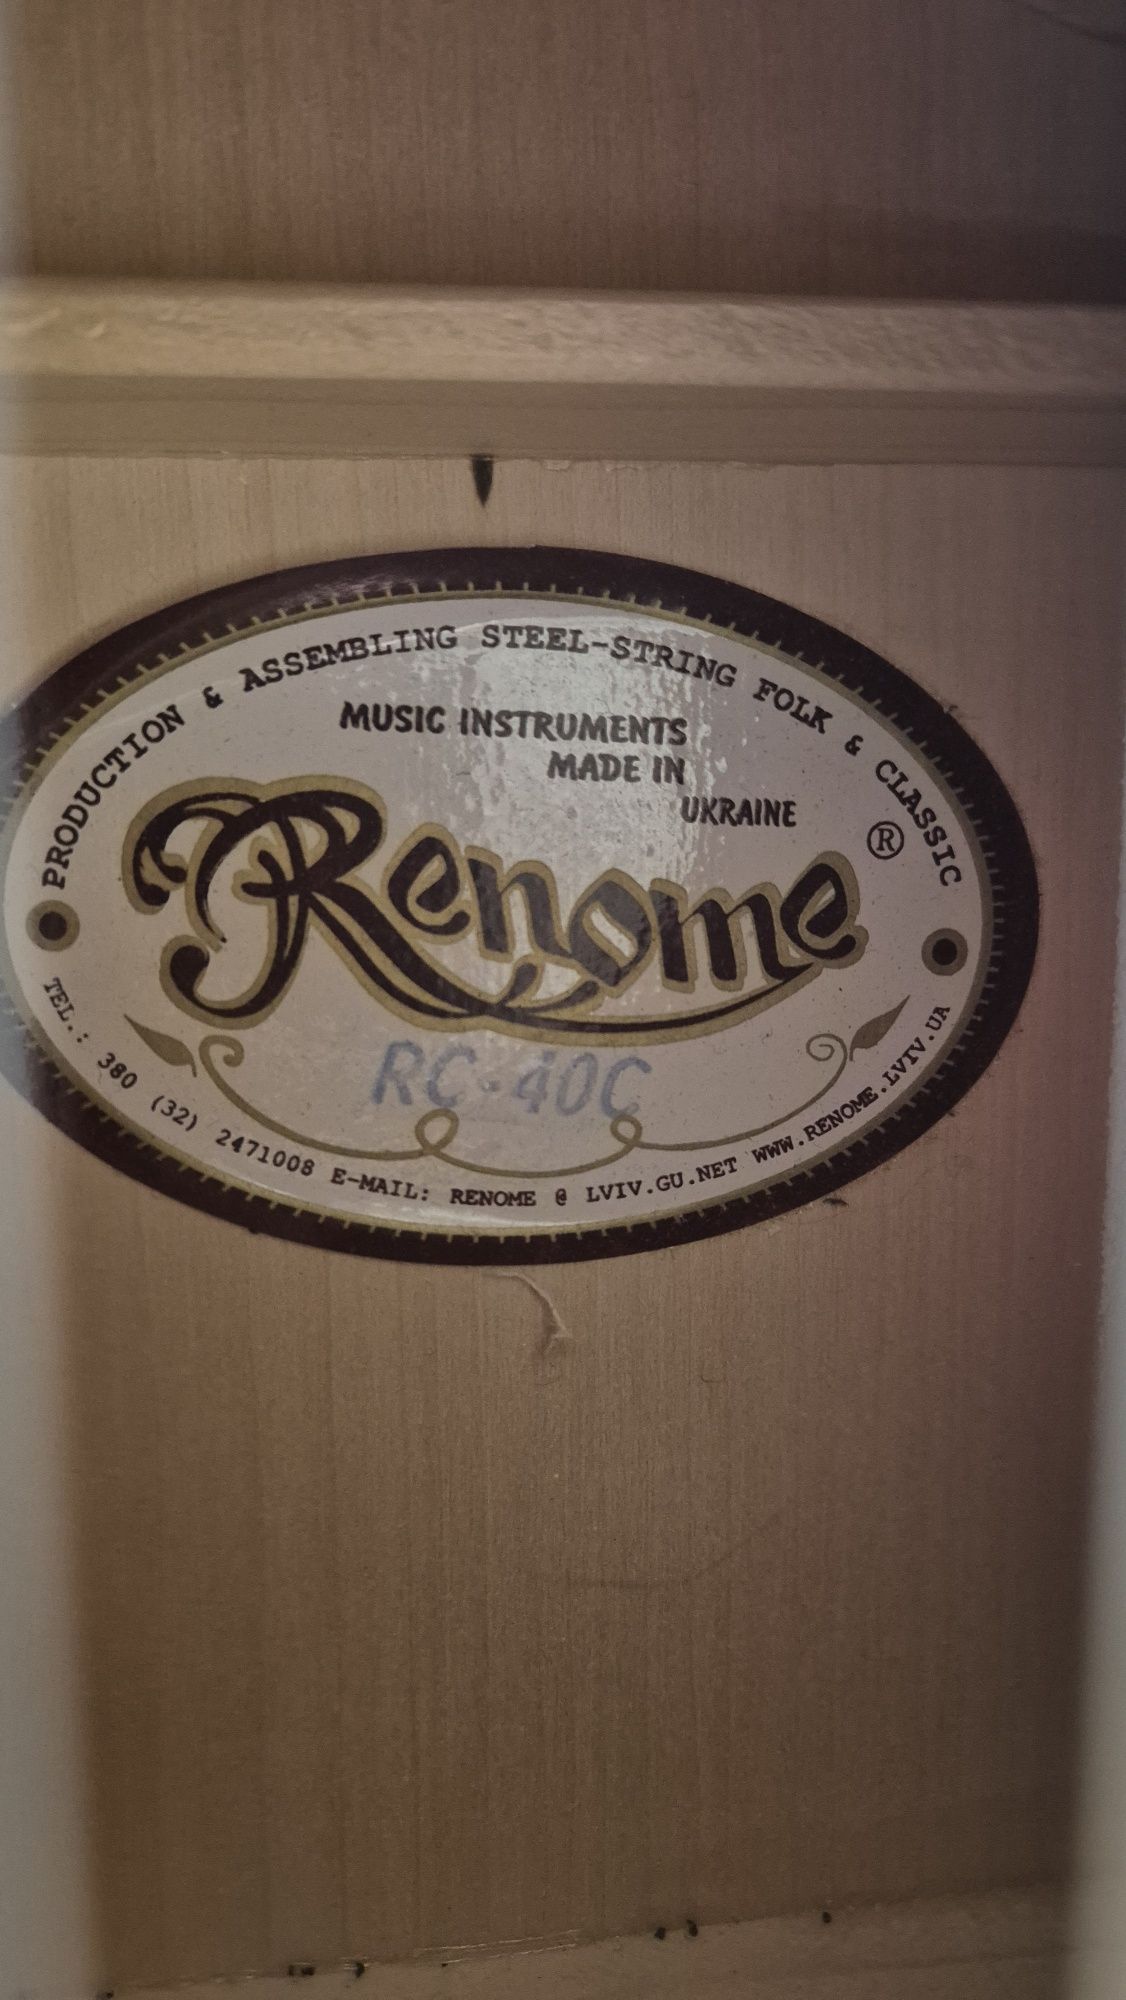 PRODUCTION & ASSEMBLING STEEL-STRING FOLK & CLASSIC
MUSIC INSTRUMENTS
MADE IN
UKRAINE
Renome ®
RC-40C
TEL.: 380 (32) 2471008 E-MAIL: RENOME @ LVIV.GU.NET WWW.RENOME.LVIV.UA